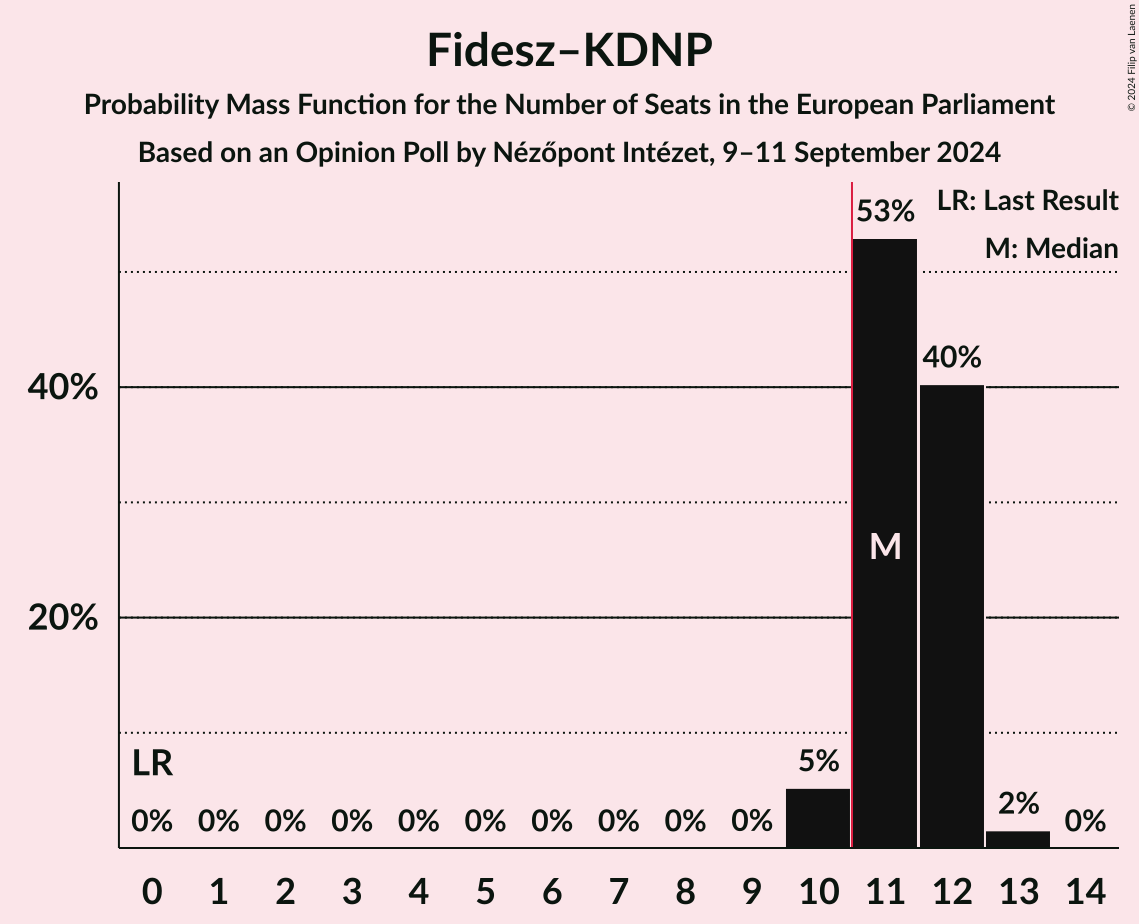 Fidesz–KDNP
Probability Mass Function for the Number of Seats in the European Parliament
Based on an Opinion Poll by Nézőpont Intézet, 9–11 September 2024
© 2024 Filip van Laenen
LR: Last Result
M: Median
53%
40%
40%
M
20%
LR
5%
2%
0% 0% 0% 0% 0% 0% 0% 0% 0% 0% 0%
0 1 2 3 4 5 6 7 8 9 10 11 12 13 14